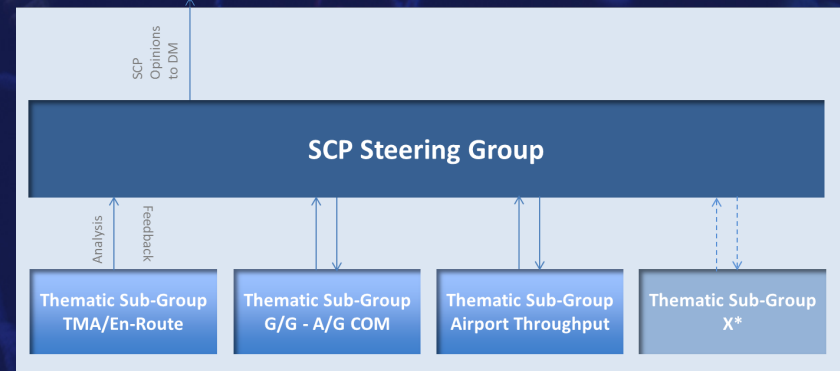 SCP
Opinions
to DM
SCP Steering Group
Analysis
Feedback
Thematic Sub-Group
TMA/En-Route
Thematic Sub-Group
G/G - A/G COM
Thematic Sub-Group
Airport Throughput
Thematic Sub-Group
X*